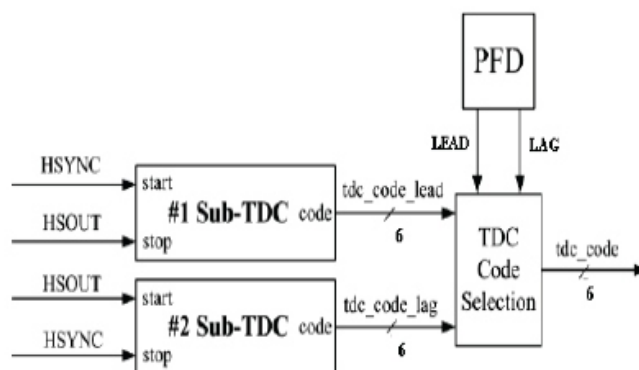 PFD
LEAD
LAG
HSYNC
start
#1 Sub-TDC
code
tdc_code_lead
6
HSOUT
stop
TDC
Code
Selection
tdc_code
6
HSOUT
start
#2 Sub-TDC
code
tdc_code_lag
6
HSYNC
stop